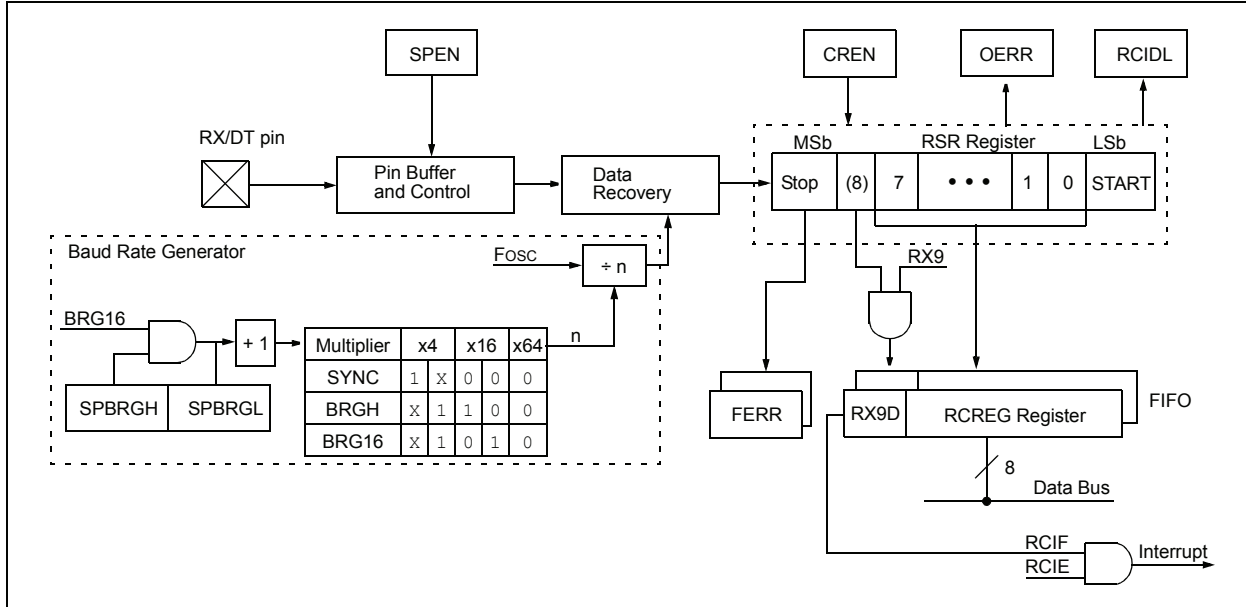 SPEN
CREN
OERR
RCIDL
RX/DT pin
MSb
RSR Register
LSb
Pin Buffer
and Control
Data
Recovery
Stop
(8)
7
• • •
1
0
START
Baud Rate Generator
FOSC
÷ n
RX9
BRG16
+ 1
n
Multiplier x4 x16 x64
SYNC 1 X 0 0 0
BRGH X 1 1 0 0
BRG16 X 1 0 1 0
SPBRGH
SPBRGL
FERR
RX9D
RCREG Register
FIFO
8
Data Bus
RCIF
RCIE
Interrupt